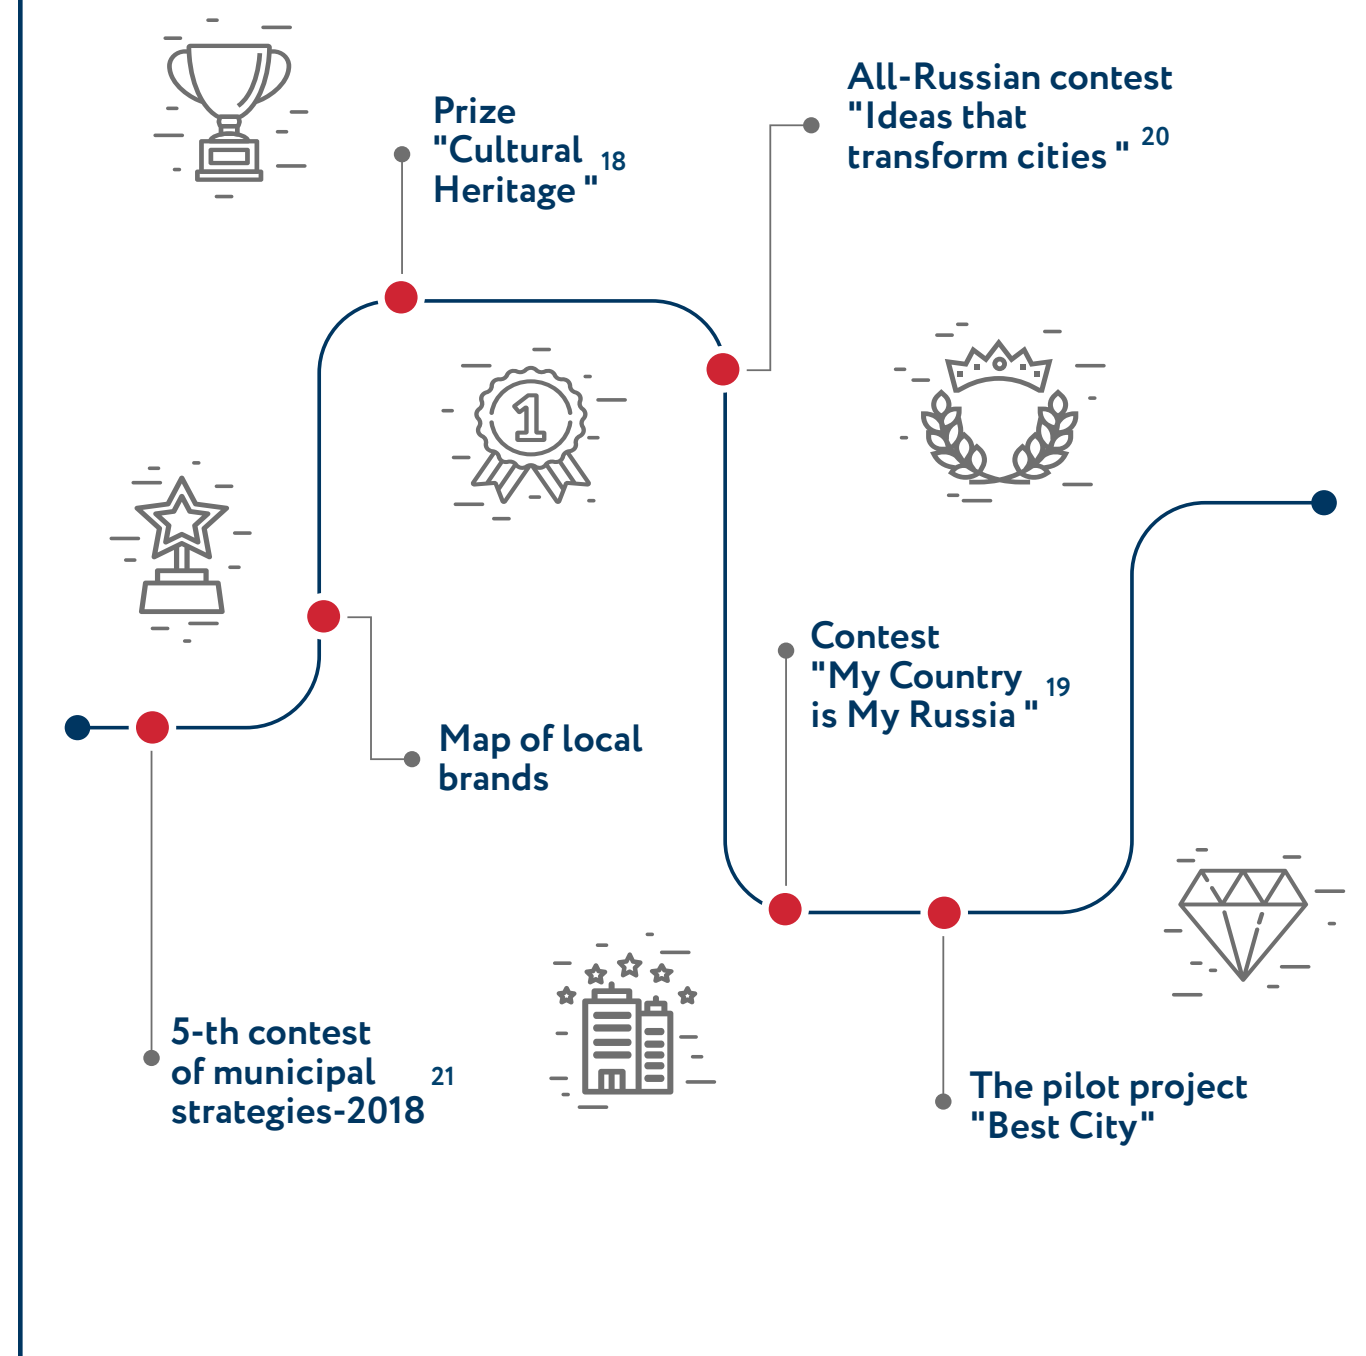 All-Russian contest
"Ideas that
transform cities " 20
Prize
"Cultural 18
Heritage "
1
Contest
"My Country 19
is My Russia "
Map of local
brands
5-th contest
of municipal 21
strategies-2018
The pilot project
"Best City"